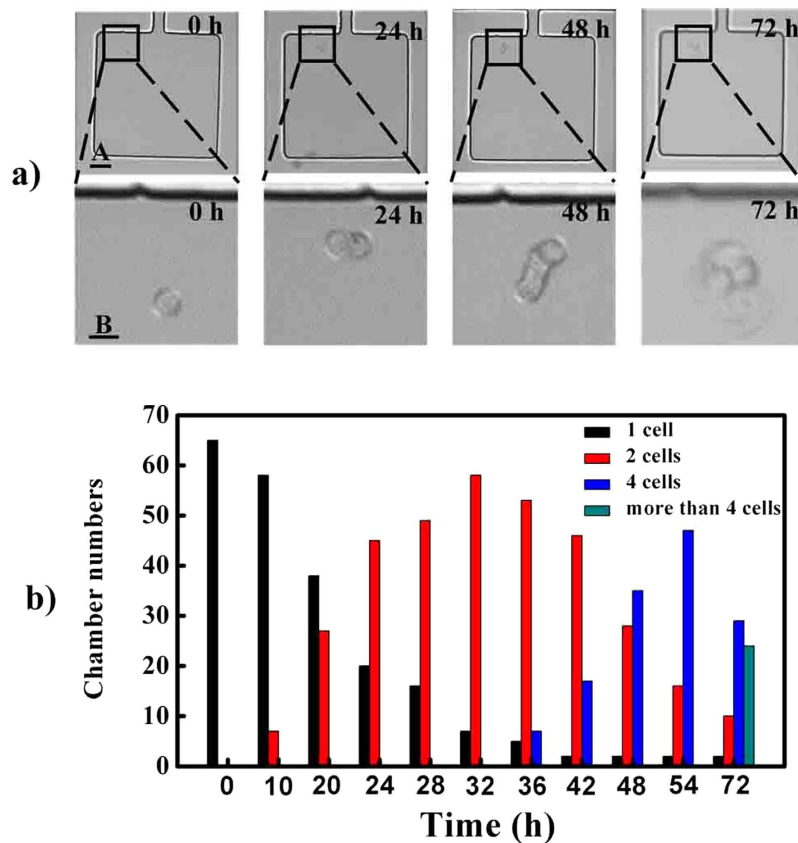 0 h 24 h 48 h 72 h
A
a)
0 h 24 h 48 h 72 h
B
b)
Chamber numbers
70
60
50
40
30
20
10
0
1 cell
2 cells
4 cells
more than 4 cells
0 10 20 24 28 32 36 42 48 54 72
Time (h)